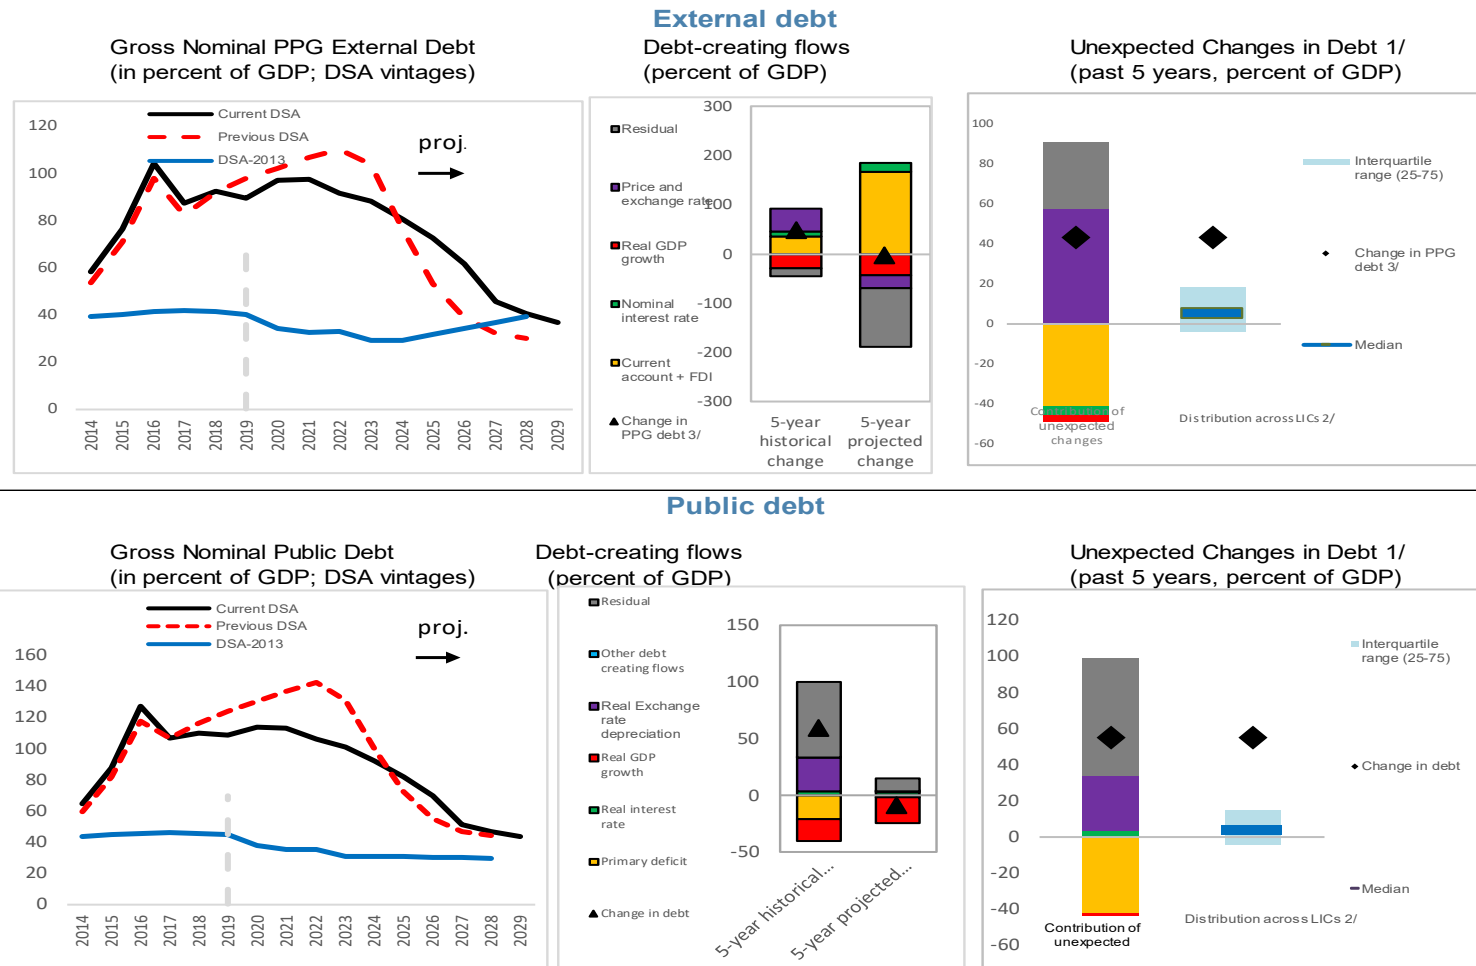 External debt
Gross Nominal PPG External Debt
(in percent of GDP; DSA vintages)
Debt-creating flows
(percent of GDP)
Unexpected Changes in Debt 1/
(past 5 years, percent of GDP)
Current DSA
Previous DSA
DSA-2013
proj.
120
100
80
60
40
20
0
2014
2015
2016
2017
2018
2019
2020
2021
2022
2023
2024
2025
2026
2027
2028
2029
Residual
Price and
exchange rate
Real GDP
growth
Nominal
interest rate
Current
account + FDI
Change in
PPG debt 3/
300
200
100
0
-100
-200
-300
5-year
historical
change
5-year
projected
change
100
80
60
40
20
0
-20
-40
-60
Contribution of
unexpected
changes
Distribution across LICs 2/
Interquartile
range (25-75)
Change in PPG
debt 3/
Median
Public debt
Gross Nominal Public Debt
(in percent of GDP; DSA vintages)
Debt-creating flows
(percent of GDP)
Unexpected Changes in Debt 1/
(past 5 years, percent of GDP)
Current DSA
Previous DSA
DSA-2013
proj.
160
140
120
100
80
60
40
20
0
2014
2015
2016
2017
2018
2019
2020
2021
2022
2023
2024
2025
2026
2027
2028
2029
Residual
Other debt
creating flows
Real Exchange
rate
depreciation
Real GDP
growth
Real interest
rate
Primary deficit
Change in debt
150
100
50
0
-50
5-year historical...
5-year projected...
120
100
80
60
40
20
0
-20
-40
-60
Contribution of
unexpected
Distribution across LICs 2/
Interquartile
range (25-75)
Change in debt
Median